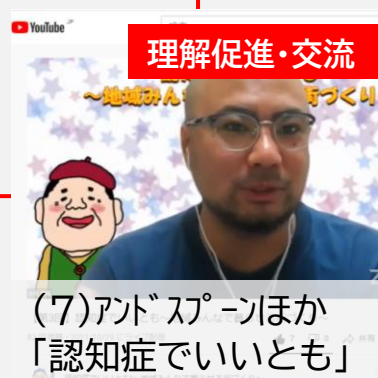 YouTube
理解促進・交流
～地域みん
街づくり
(7)ｱﾝﾄﾞｽﾌﾟｰﾝほか
「認知症でいいとも」